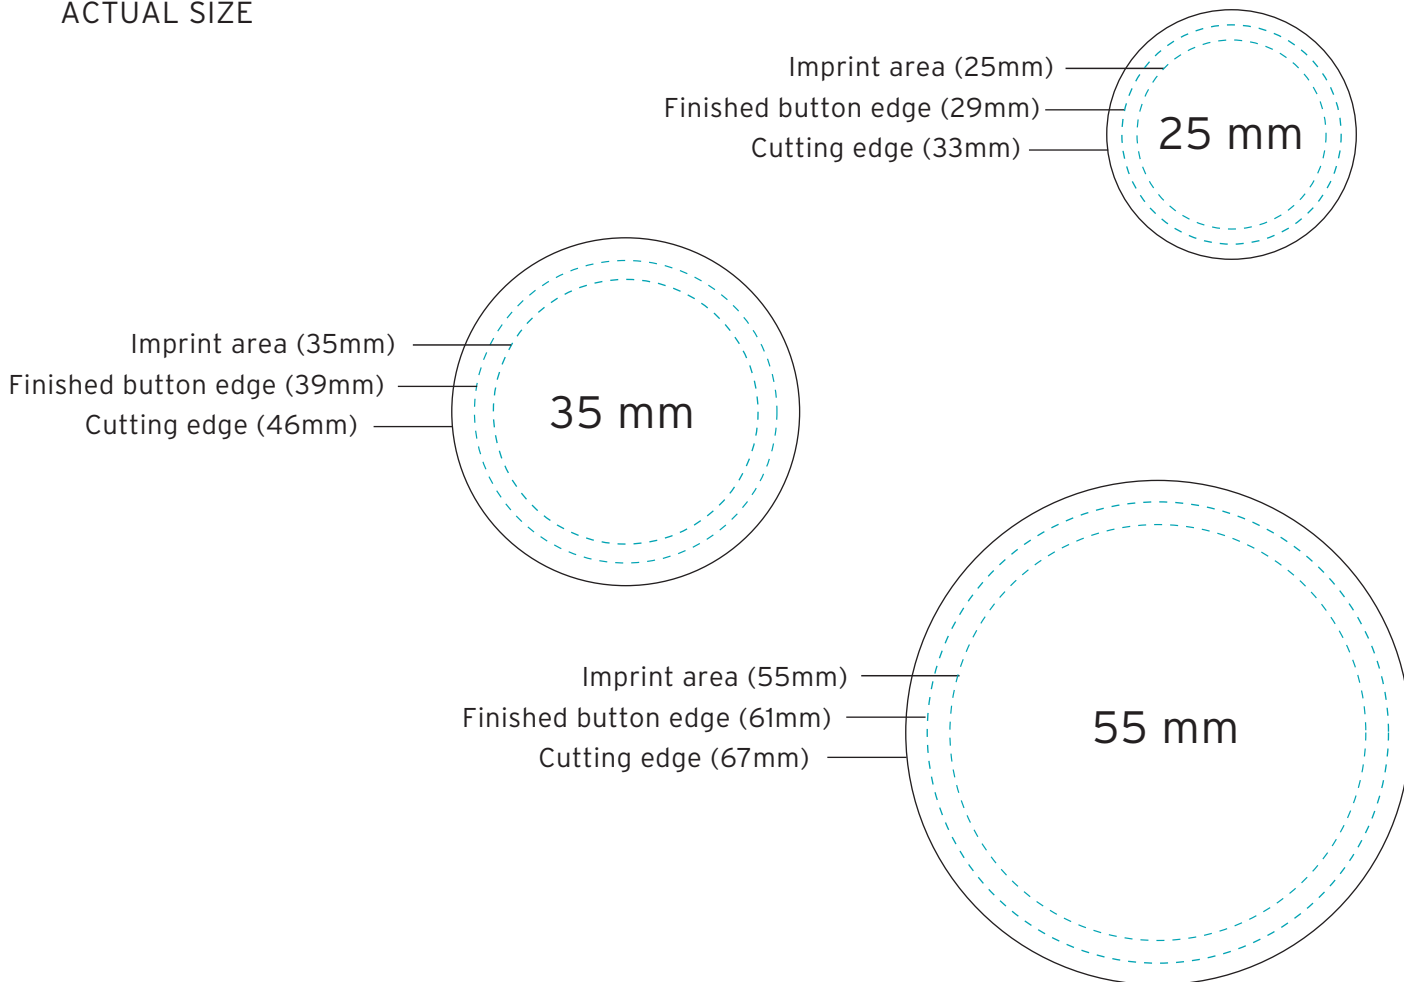 ACTUAL SIZE
Imprint area (25mm)
Finished button edge (29mm)
Cutting edge (33mm)
25 mm
Imprint area (35mm)
Finished button edge (39mm)
Cutting edge (46mm)
35 mm
Imprint area (55mm)
Finished button edge (61mm)
Cutting edge (67mm)
55 mm